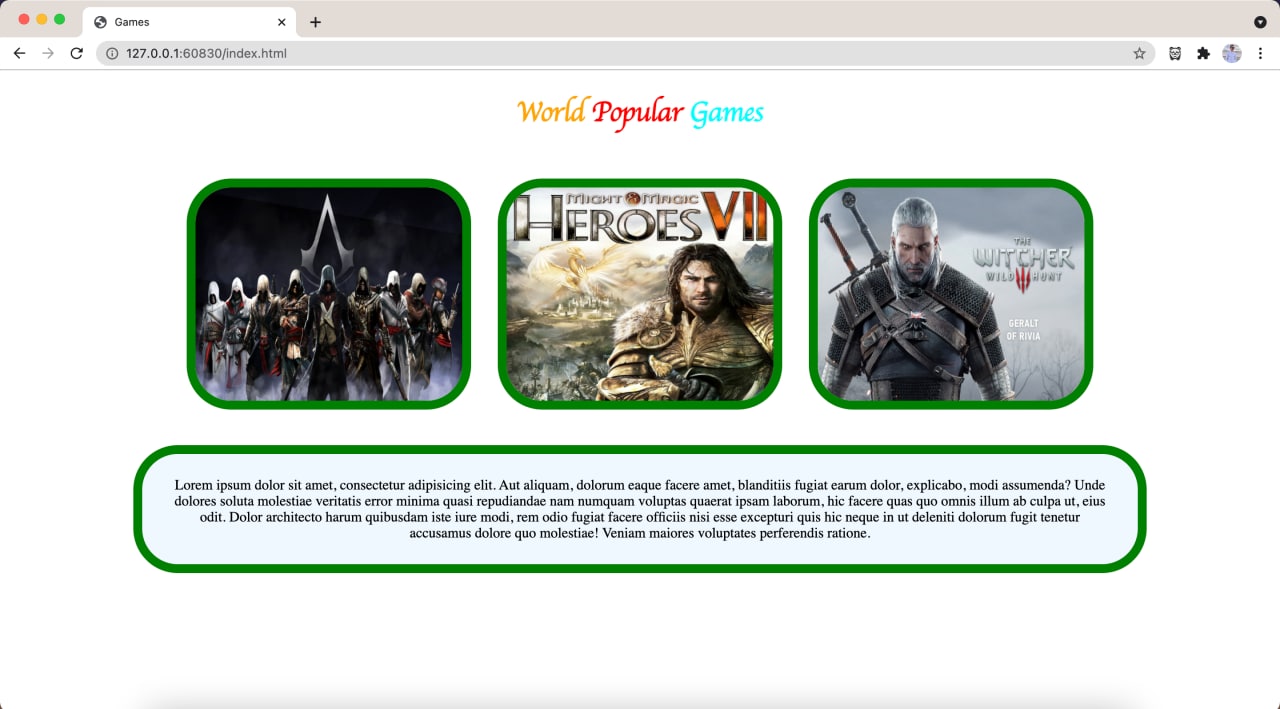 Games
127.0.0.1:60830/index.html
World Popular Games
MIGHT & MAGIC
HEROES VII
THE
WITCHER
WILD HUNT
GERALT
OF RIVIA
Lorem ipsum dolor sit amet, consectetur adipisicing elit. Aut aliquam, dolorum eaque facere amet, blanditiis fugiat earum dolor, explicabo, modi assumenda? Unde
dolores soluta molestiae veritatis error minima quasi repudiandae nam numquam voluptas quaerat ipsam laborum, hic facere quas quo omnis illum ab culpa ut, eius
odit. Dolor architecto harum quibusdam iste iure modi, rem odio fugiat facere officiis nisi esse excepturi quis hic neque in ut deleniti dolorum fugit tenetur
accusamus dolore quo molestiae! Veniam maiores voluptates perferendis ratione.